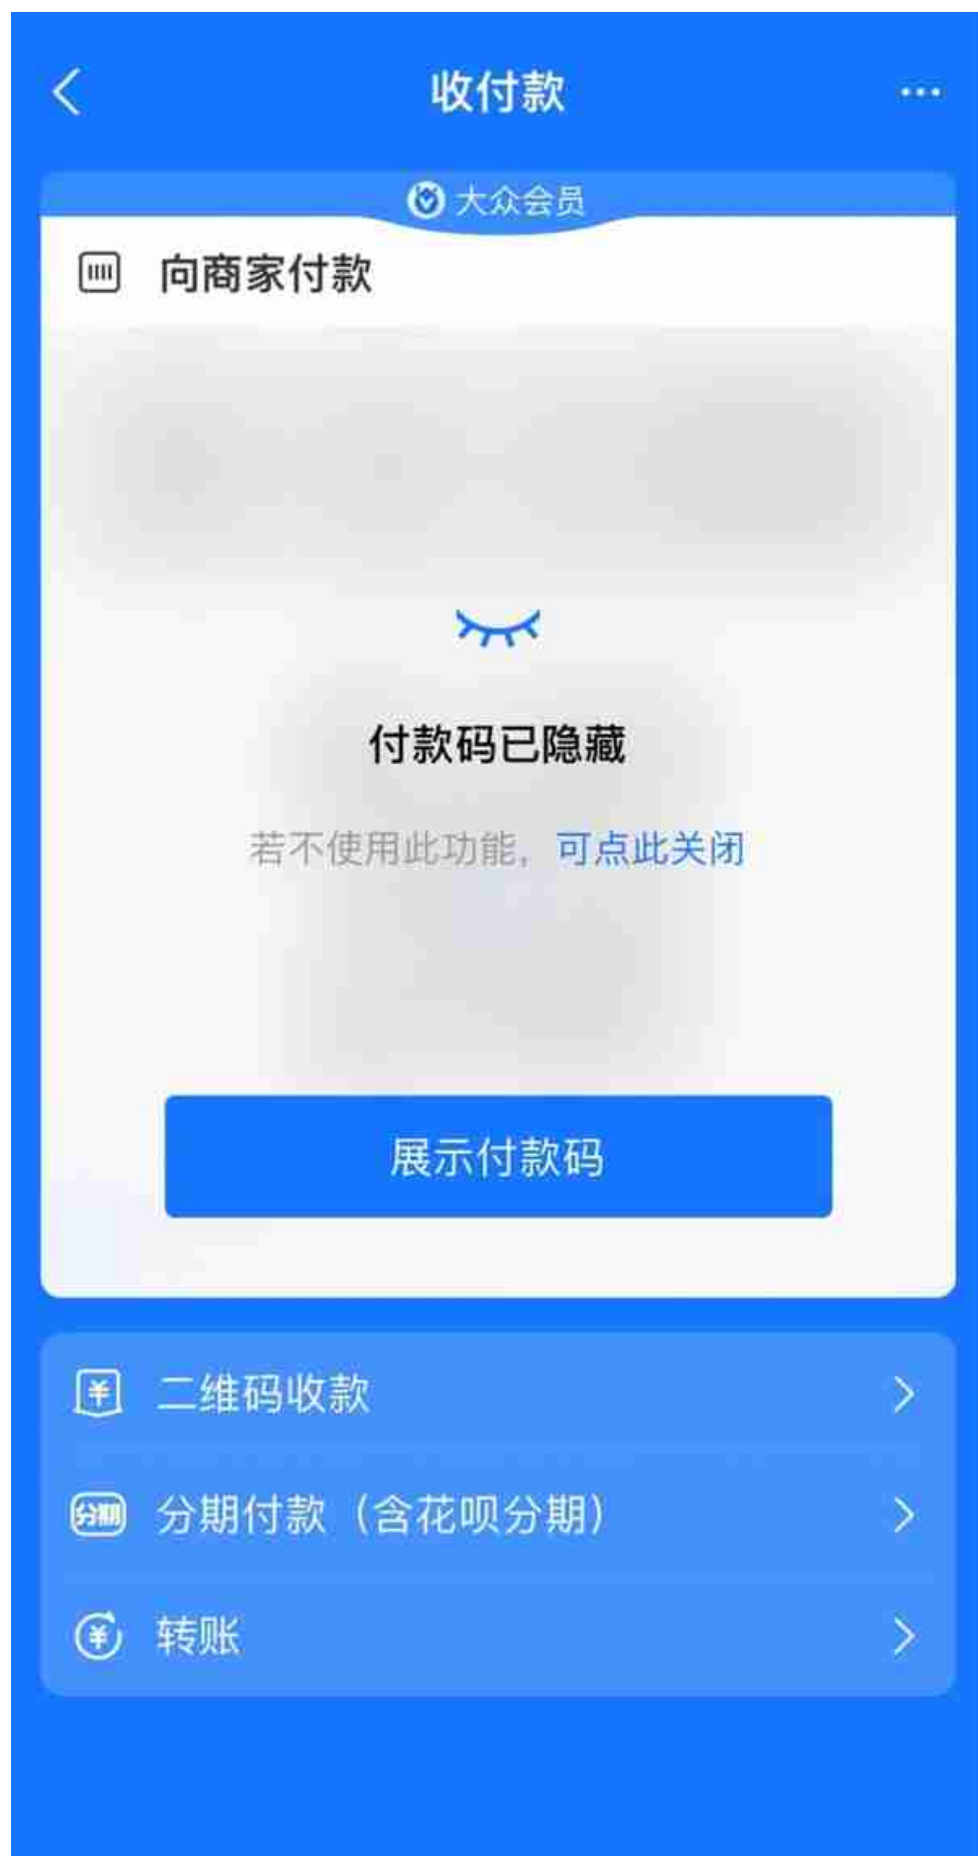 收付款
大众会员
向商家付款
付款码已隐藏
若不使用此功能，可点此关闭
展示付款码
二维码收款
分期 分期付款（含花呗分期）
转账